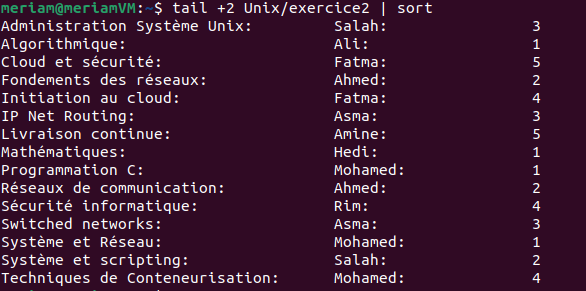 meriam@meriamVM:~$ tail +2 Unix/exercice2 | sort
Administration Système Unix: Salah: 3
Algorithmique: Ali: 1
Cloud et sécurité: Fatma: 5
Fondements des réseaux: Ahmed: 2
Initiation au cloud: Fatma: 4
IP Net Routing: Asma: 3
Livraison continue: Amine: 5
Mathématiques: Hedi: 1
Programmation C: Mohamed: 1
Réseaux de communication: Ahmed: 2
Sécurité informatique: Rim: 4
Switched networks: Asma: 3
Système et Réseau: Mohamed: 1
Système et scripting: Salah: 2
Techniques de Conteneurisation: Mohamed: 4